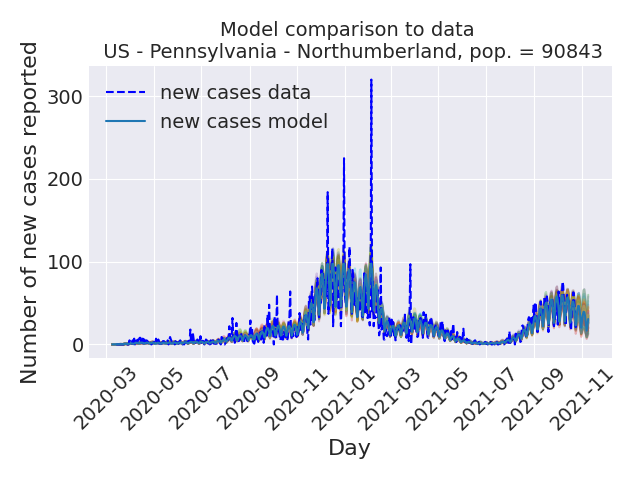 Model comparison to data
US - Pennsylvania - Northumberland, pop. = 90843
Number of new cases reported
300
200
100
0
new cases data
new cases model
2020-03
2020-05
2020-07
2020-09
2020-11
2021-01
2021-03
2021-05
2021-07
2021-09
2021-11
Day